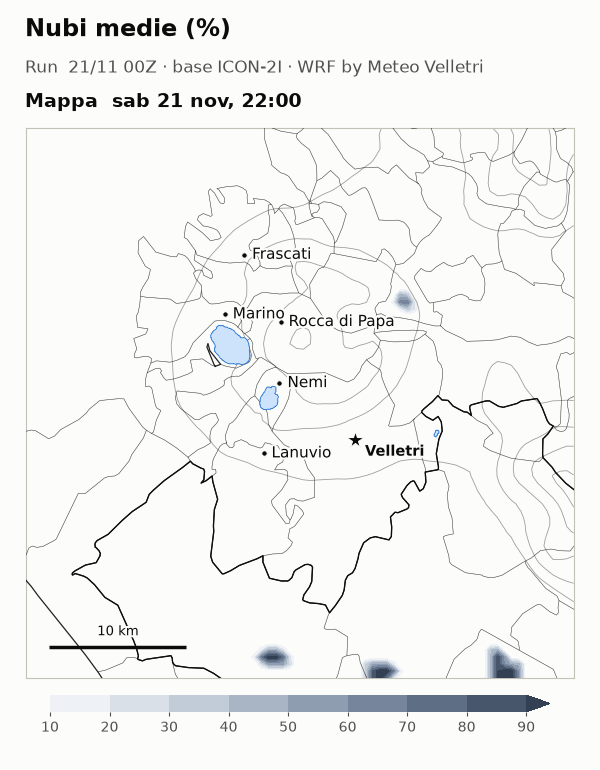 Nubi medie (%)
Run  21/11 00Z · base ICON-2I · WRF by Meteo Velletri
Mappa  sab 21 nov, 22:00
Frascati
Marino
Rocca di Papa
Nemi
Velletri
Lanuvio
10 km
10 20 30 40 50 60 70 80 90